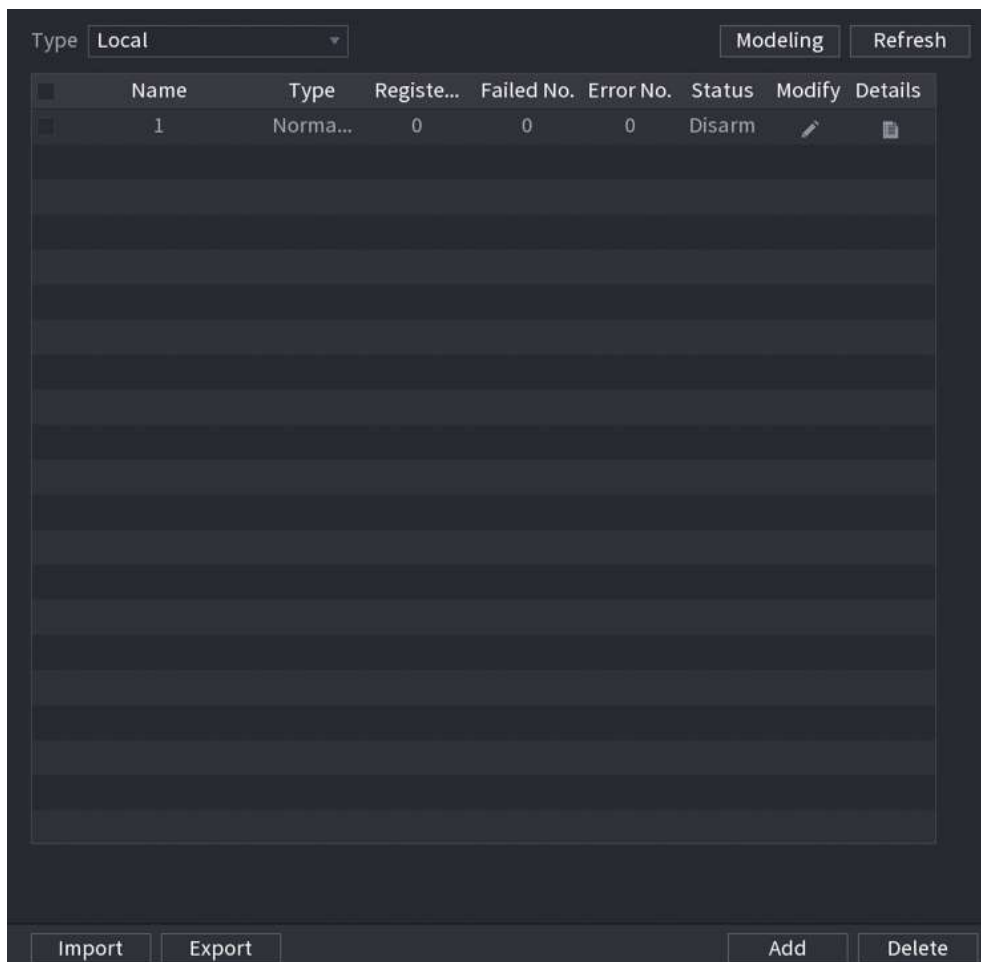 Type Local Modeling Refresh
Name Type Registe... Failed No. Error No. Status Modify Details
1 Norma... 0 0 0 Disarm
Import Export Add Delete